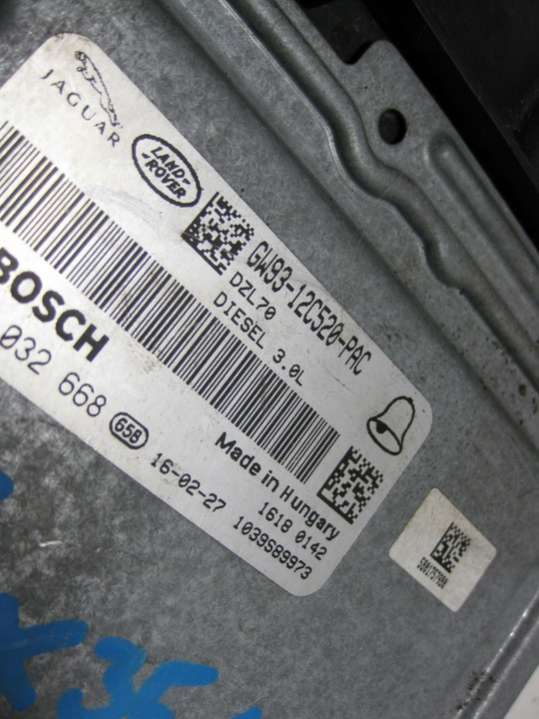 JAGUAR
LAND-
-ROVER
GW93-12C520-PAC
DZL70
DIESEL 3.0L
BOSCH
032 668
658
16-02-27
Made in Hungary
1618 0142
1039S89973